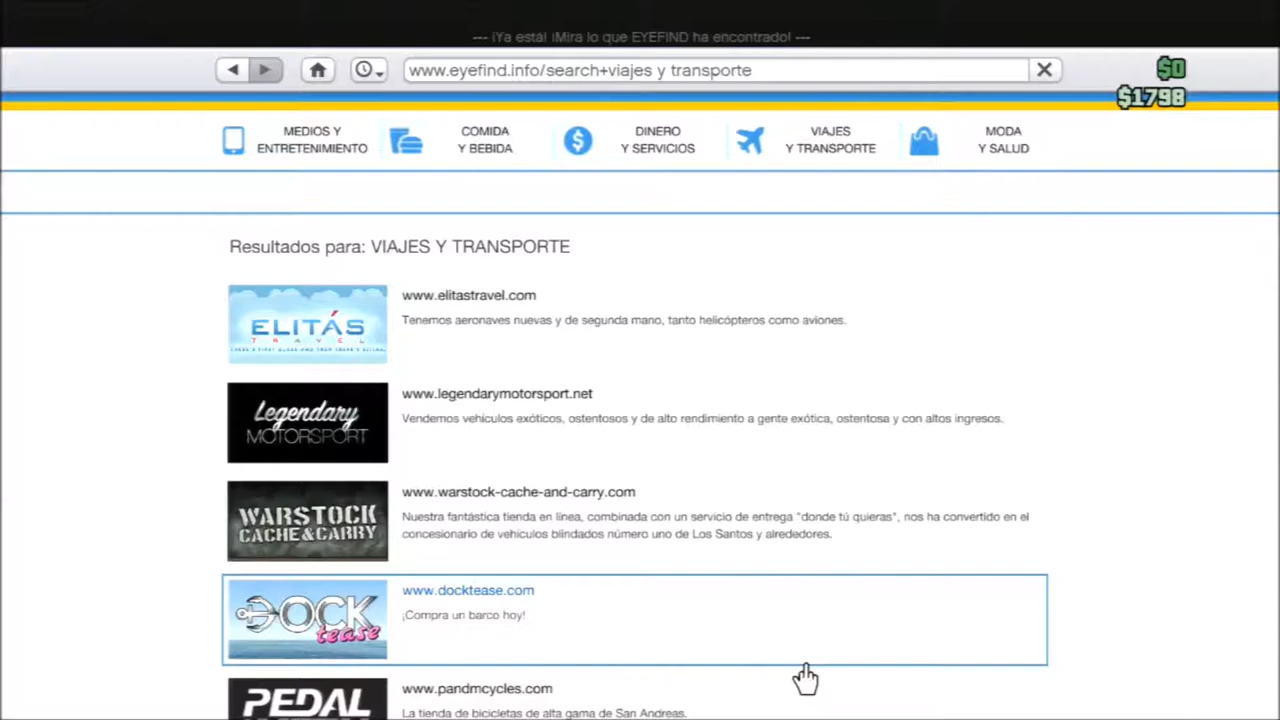 --- ¡Ya está! ¡Mira lo que EYEFIND ha encontrado! ---
www.eyefind.info/search+viajes y transporte
$0
$1798
MEDIOS Y
ENTRETENIMIENTO
COMIDA
Y BEBIDA
DINERO
Y SERVICIOS
VIAJES
Y TRANSPORTE
MODA
Y SALUD
Resultados para: VIAJES Y TRANSPORTE
ELITÁS
TRAVEL
www.elitastravel.com
Tenemos aeronaves nuevas y de segunda mano, tanto helicópteros como aviones.
Legendary
MOTORSPORT
www.legendarymotorsport.net
Vendemos vehículos exóticos, ostentosos y de alto rendimiento a gente exótica, ostentosa y con altos ingresos.
WARSTOCK
CACHE&CARRY
www.warstock-cache-and-carry.com
Nuestra fantástica tienda en línea, combinada con un servicio de entrega "donde tú quieras", nos ha convertido en el
concesionario de vehículos blindados número uno de Los Santos y alrededores.
DOCK
tease
www.docktease.com
¡Compra un barco hoy!
PEDAL
www.pandmcycles.com
La tienda de bicicletas de alta gama de San Andreas.